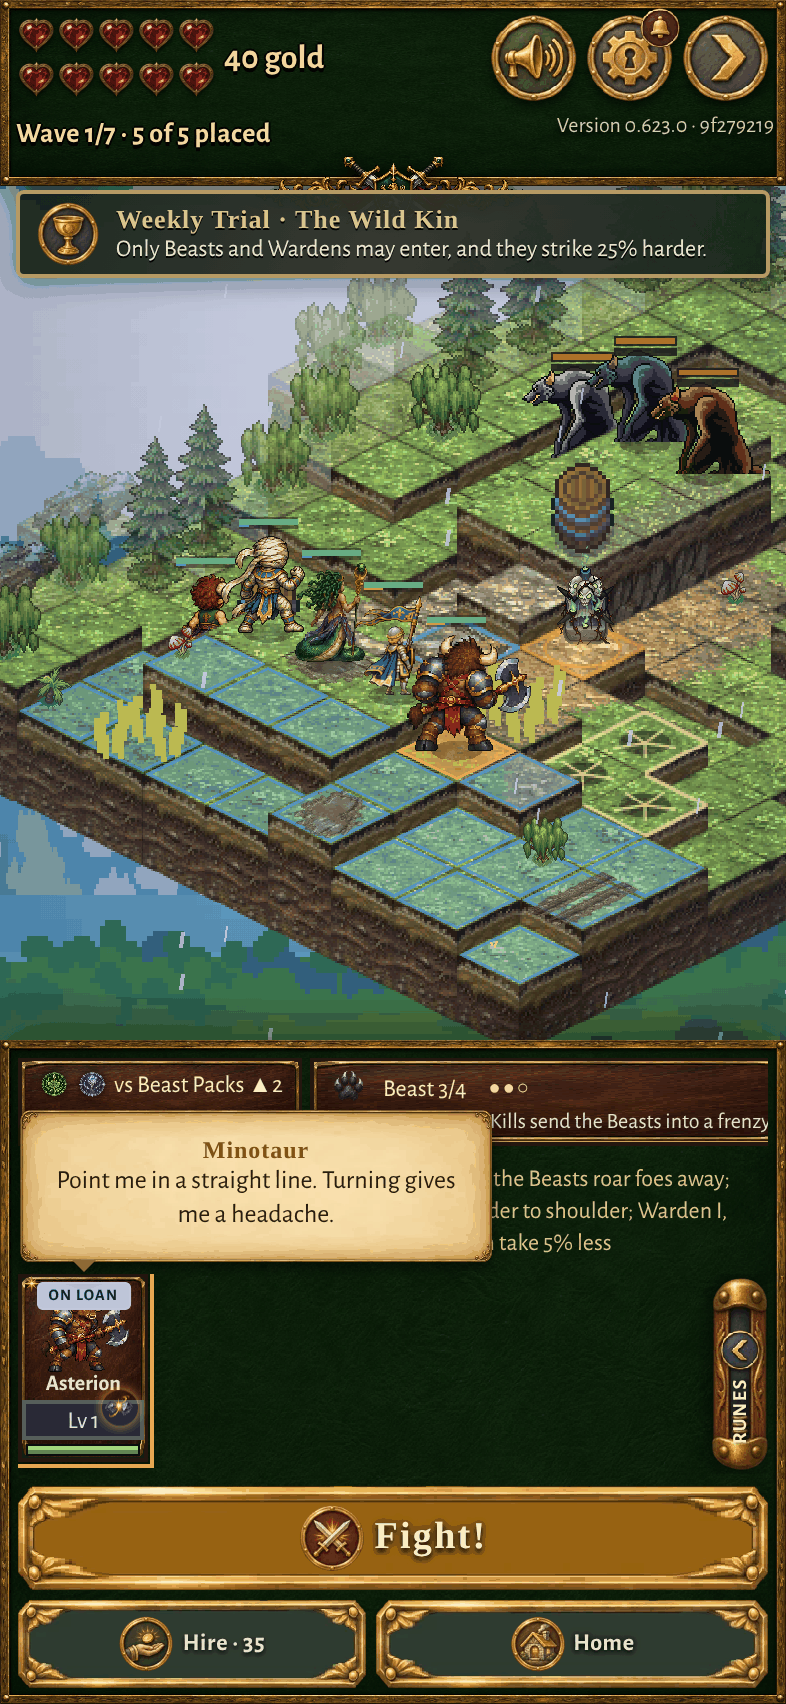 40 gold
Wave 1/7 · 5 of 5 placed
Version 0.623.0 · 9f279219
Weekly Trial · The Wild Kin
Only Beasts and Wardens may enter, and they strike 25% harder.
vs Beast Packs ▲2
Beast 3/4
Kills send the Beasts into a frenzy
Minotaur
Point me in a straight line. Turning gives
me a headache.
the Beasts roar foes away;
to shoulder; Warden I,
take 5% less
ON LOAN
Asterion
Lv 1
RUNES
Fight!
Hire · 35
Home